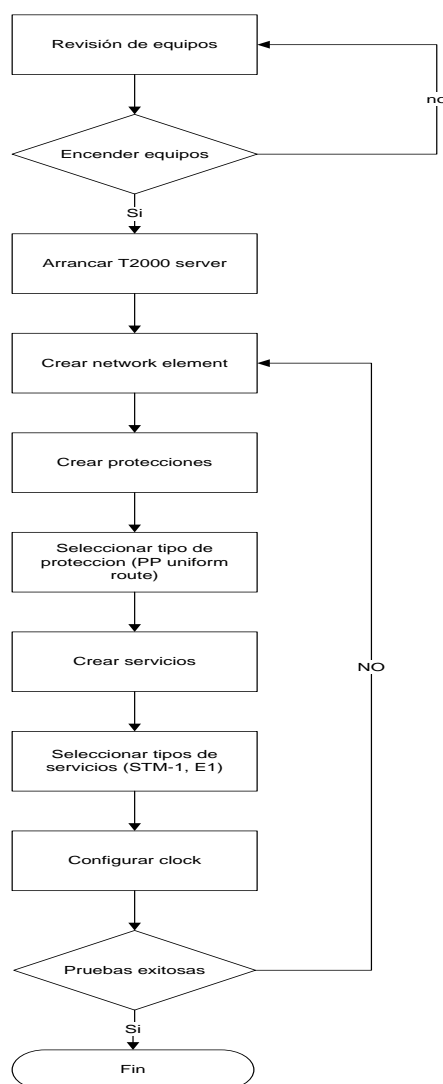 Revisión de equipos
no
Encender equipos
Si
Arrancar T2000 server
Crear network element
Crear protecciones
Seleccionar tipo de
proteccion (PP uniform
route)
Crear servicios
NO
Seleccionar tipos de
servicios (STM-1, E1)
Configurar clock
Pruebas exitosas
Si
Fin